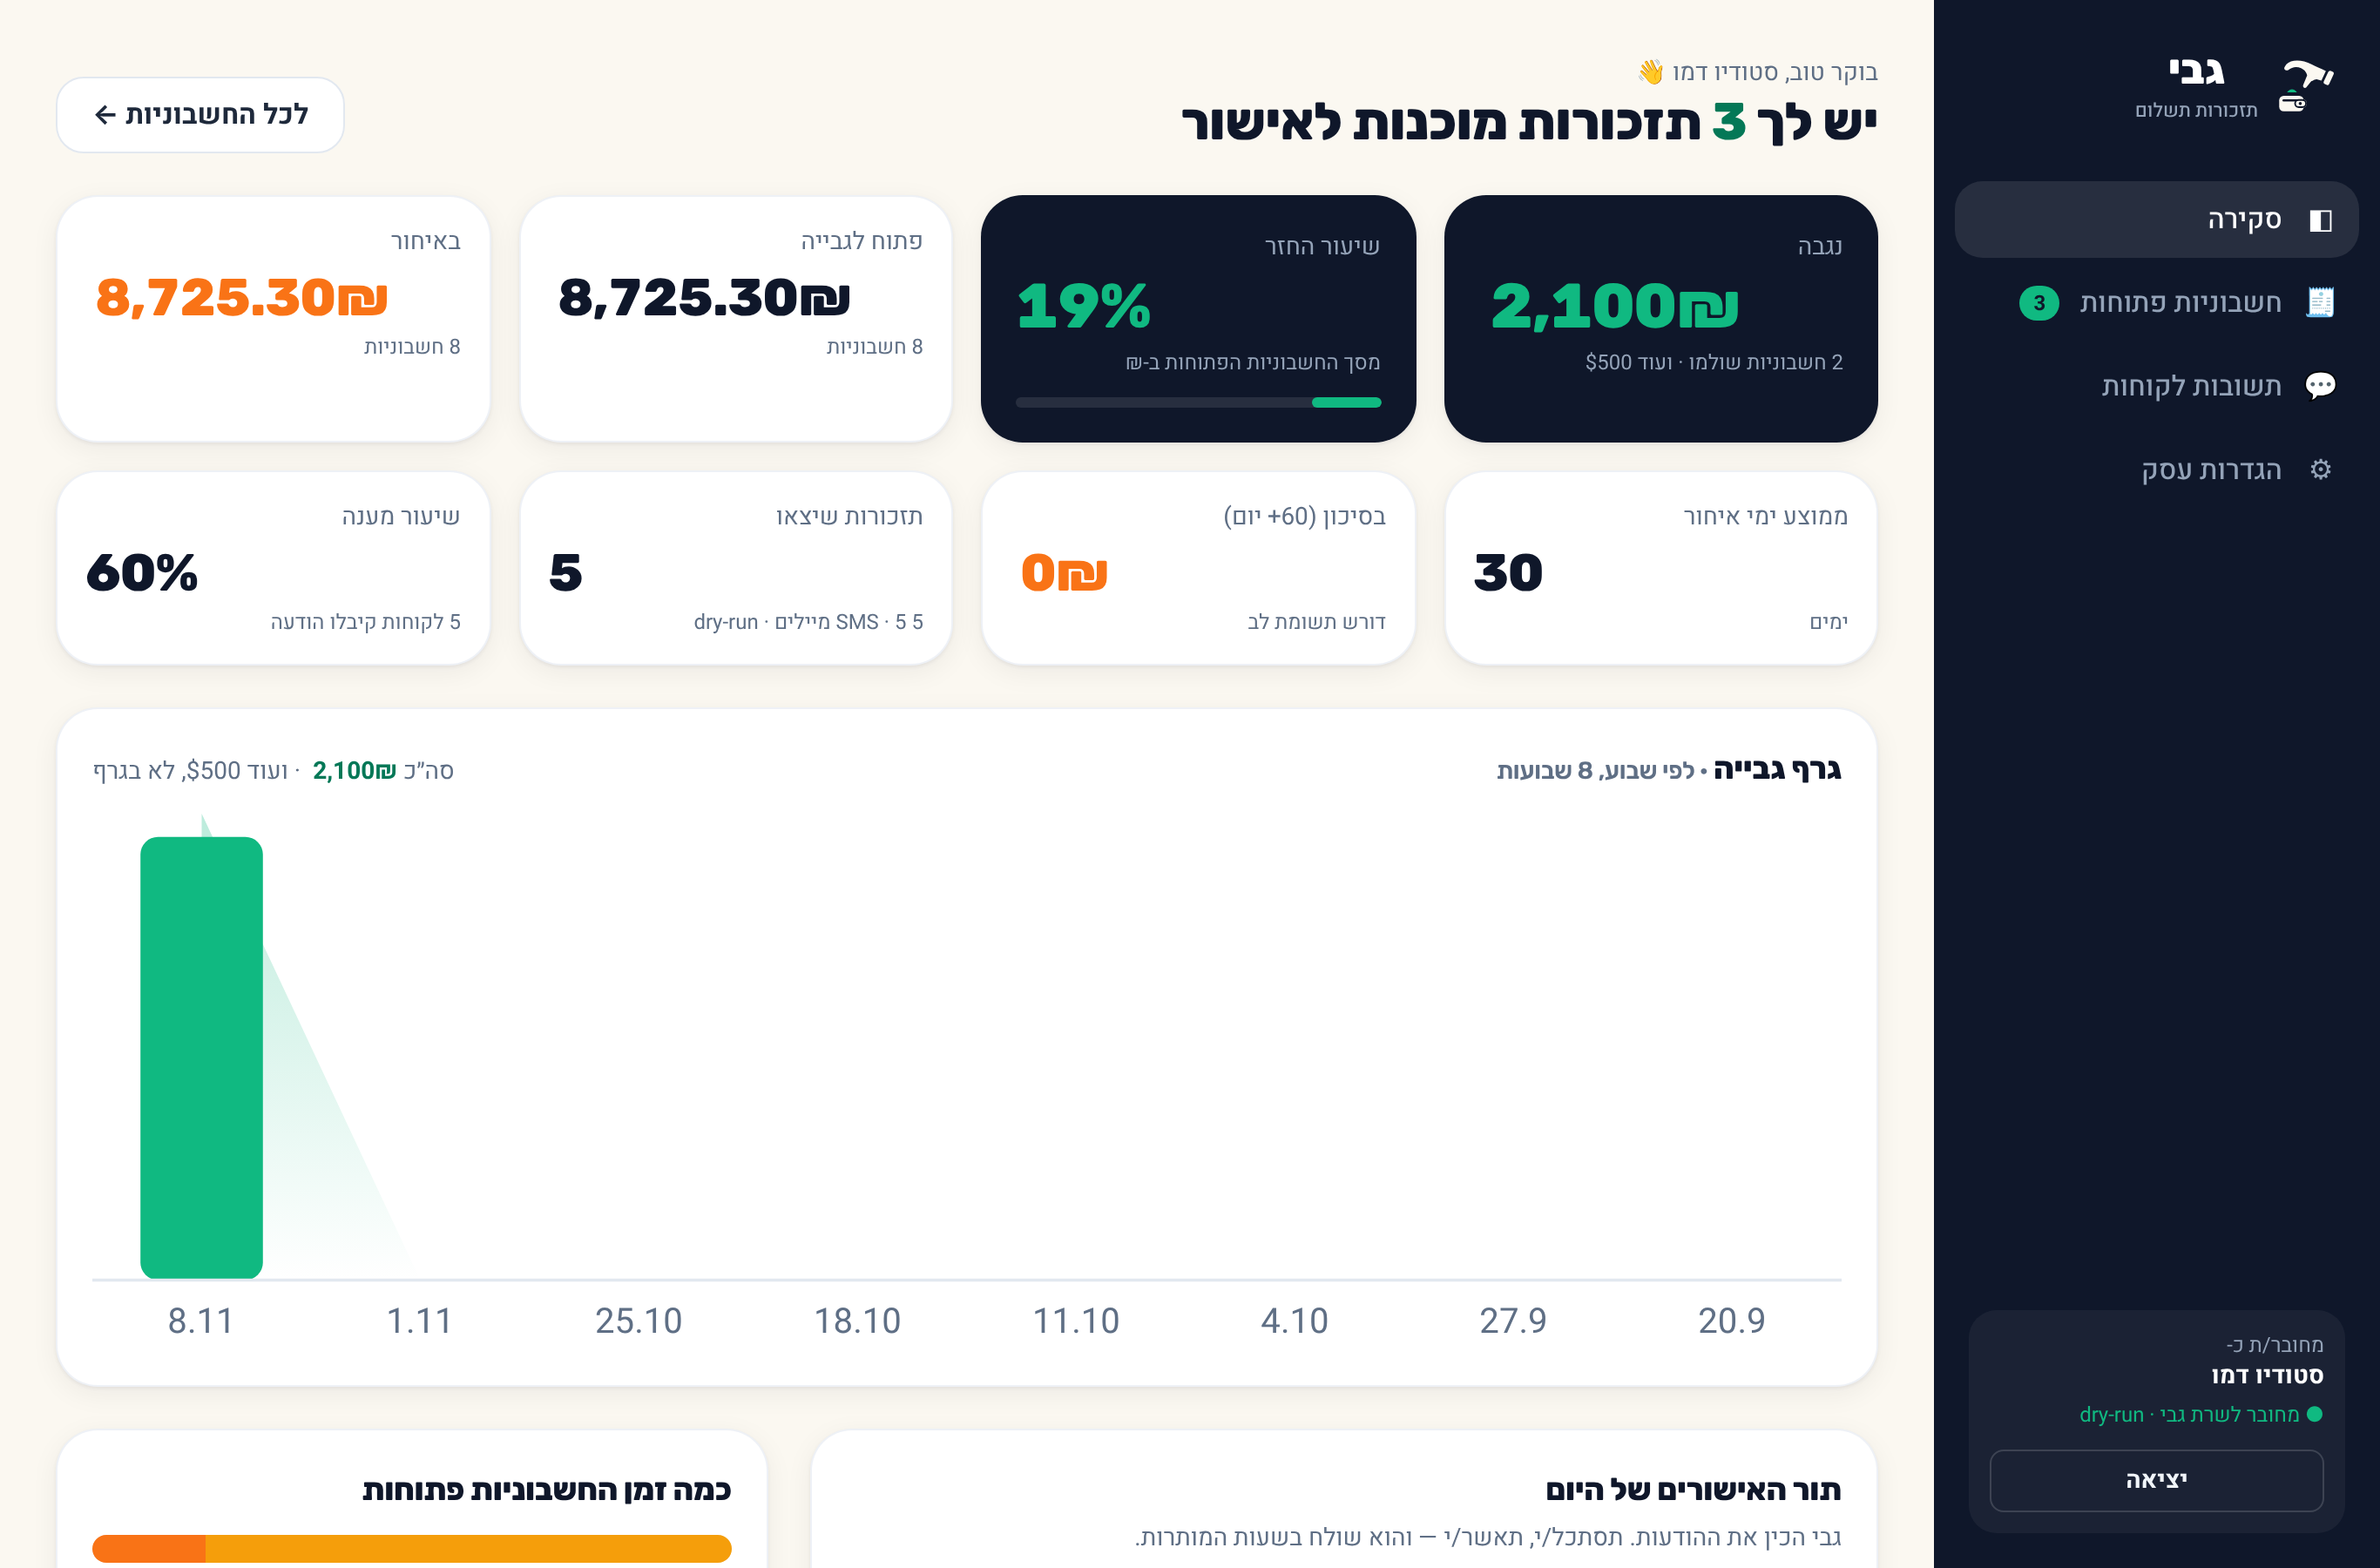 גבי
תזכורות תשלום
סקירה
חשבוניות פתוחות 3
תשובות לקוחות
הגדרות עסק
מחובר/ת כ-
סטודיו דמו
מחובר לשרת גבי · dry-run
יציאה
בוקר טוב, סטודיו דמו 👋
יש לך 3 תזכורות מוכנות לאישור
לכל החשבוניות ←
נגבה
2,100₪
2 חשבוניות שולמו · ועוד $500
שיעור החזר
19%
מסך החשבוניות הפתוחות ב-₪
פתוח לגבייה
8,725.30₪
8 חשבוניות
באיחור
8,725.30₪
8 חשבוניות
ממוצע ימי איחור
30
ימים
בסיכון (60+ יום)
0₪
דורש תשומת לב
תזכורות שיצאו
5
5 SMS · 5 מיילים · dry-run
שיעור מענה
60%
5 לקוחות קיבלו הודעה
גרף גבייה • לפי שבוע, 8 שבועות
סה״כ 2,100₪ · ועוד $500, לא בגרף
20.9 27.9 4.10 11.10 18.10 25.10 1.11 8.11
תור האישורים של היום
גבי הכין את ההודעות. תסתכל/י, תאשר/י — והוא שולח בשעות המותרות.
כמה זמן החשבוניות פתוחות